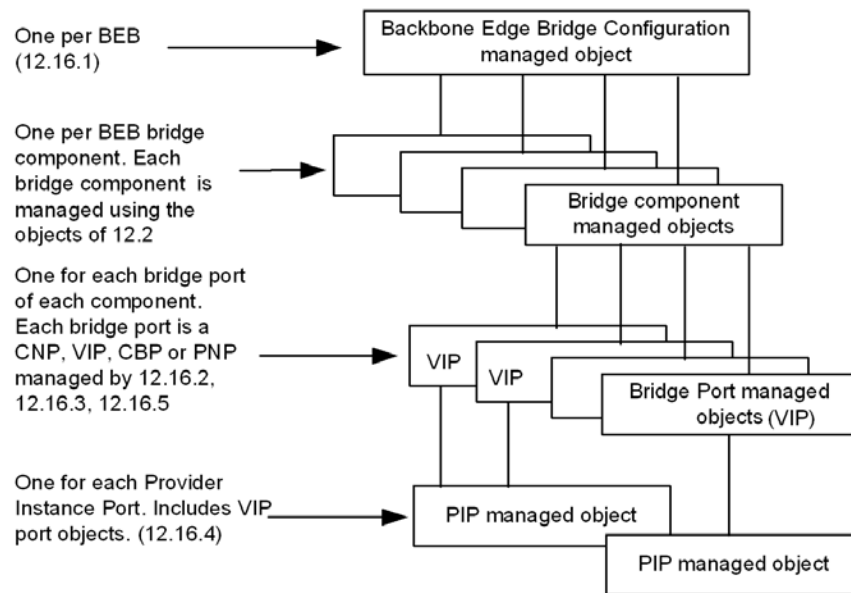 One per BEB
(12.16.1)
Backbone Edge Bridge Configuration
managed object
One per BEB bridge
component. Each
bridge component is
managed using the
objects of 12.2
Bridge component
managed objects
One for each bridge port
of each component.
Each bridge port is a
CNP, VIP, CBP or PNP
managed by 12.16.2,
12.16.3, 12.16.5
VIP
VIP
Bridge Port managed
objects (VIP)
One for each Provider
Instance Port. Includes VIP
port objects. (12.16.4)
PIP managed object
PIP managed object